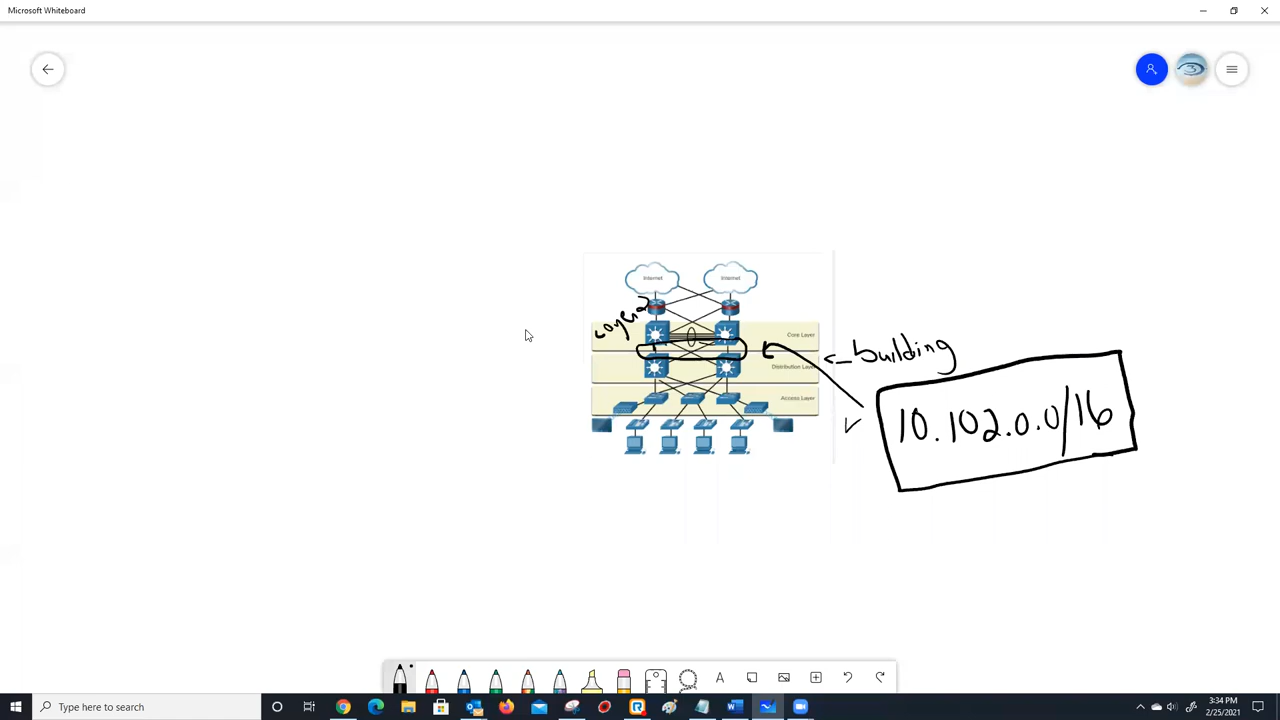 Microsoft Whiteboard
Internet
Internet
Layer2
Core Layer
building
Distribution Layer
Access Layer
10.102.0.0/16
Type here to search
3:34 PM
2/25/2021